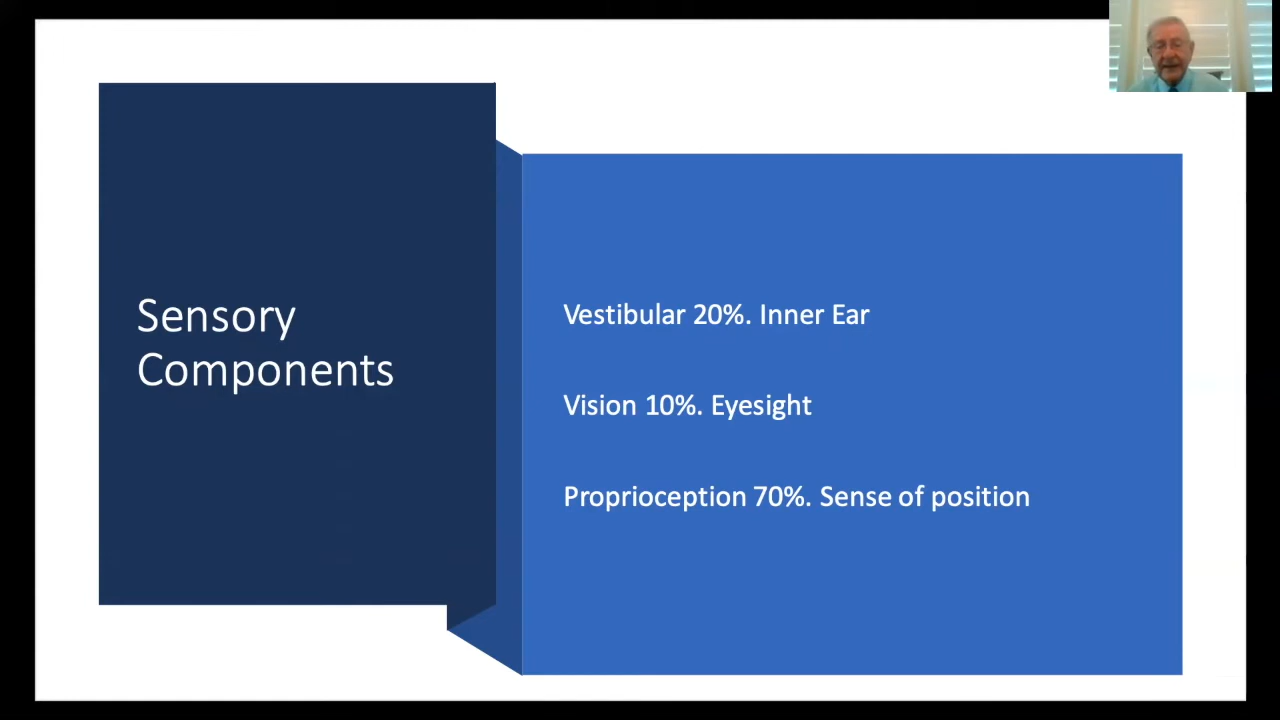 Sensory
Components
Vestibular 20%. Inner Ear
Vision 10%. Eyesight
Proprioception 70%. Sense of position